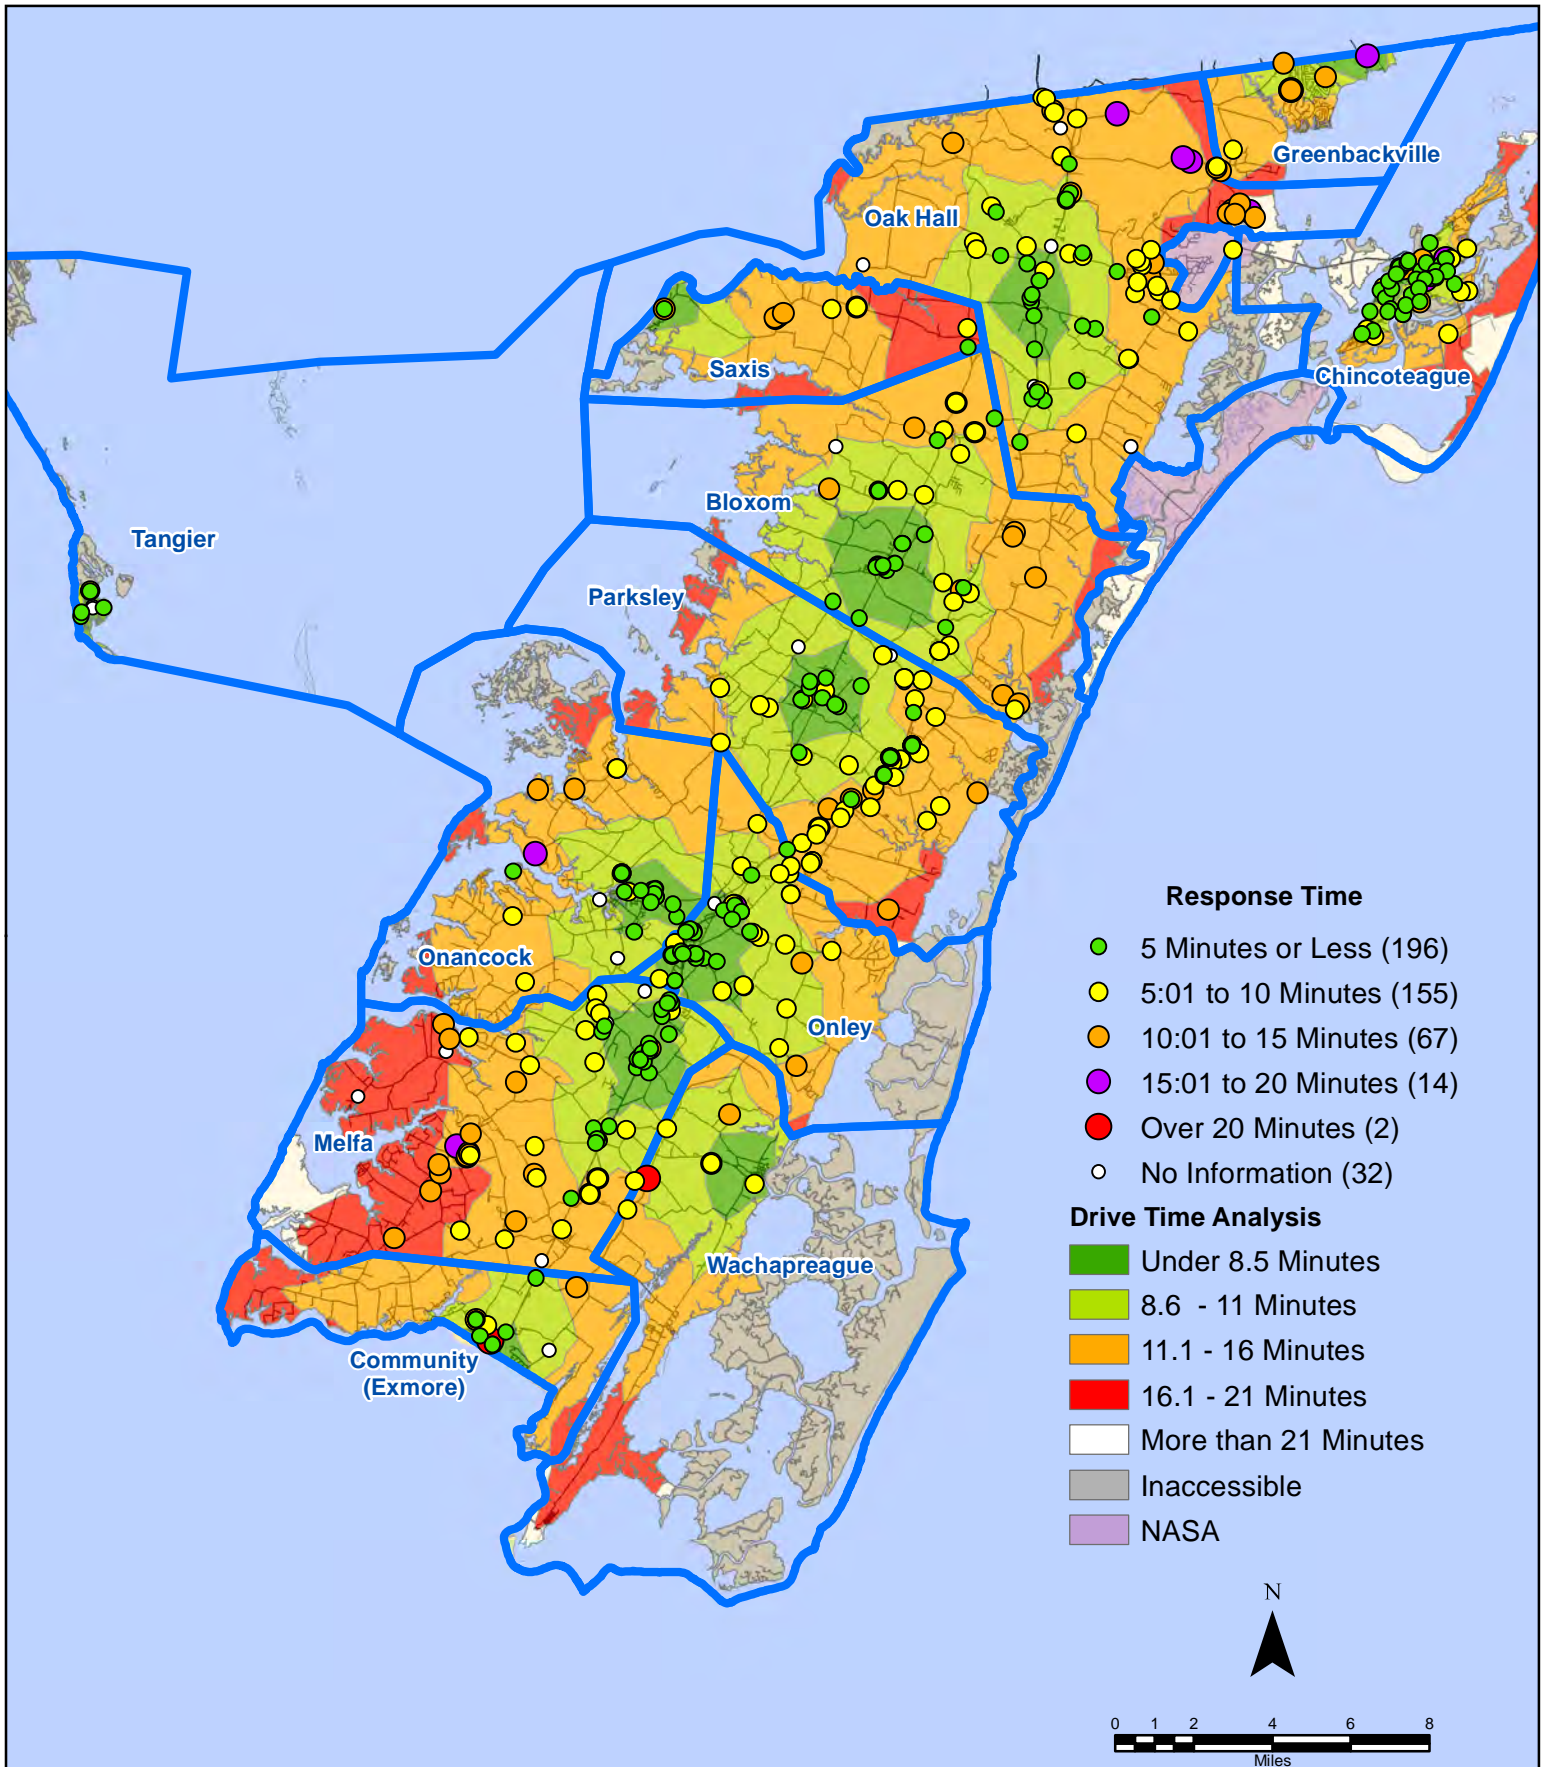 Greenbackville
Oak Hall
Saxis
Chincoteague
Bloxom
Tangier
Parksley
Onancock
Onley
Melfa
Wachapreague
Community
(Exmore)
Response Time
5 Minutes or Less (196)
5:01 to 10 Minutes (155)
10:01 to 15 Minutes (67)
15:01 to 20 Minutes (14)
Over 20 Minutes (2)
No Information (32)
Drive Time Analysis
Under 8.5 Minutes
8.6 - 11 Minutes
11.1 - 16 Minutes
16.1 - 21 Minutes
More than 21 Minutes
Inaccessible
NASA
N
0 1 2 4 6 8
Miles